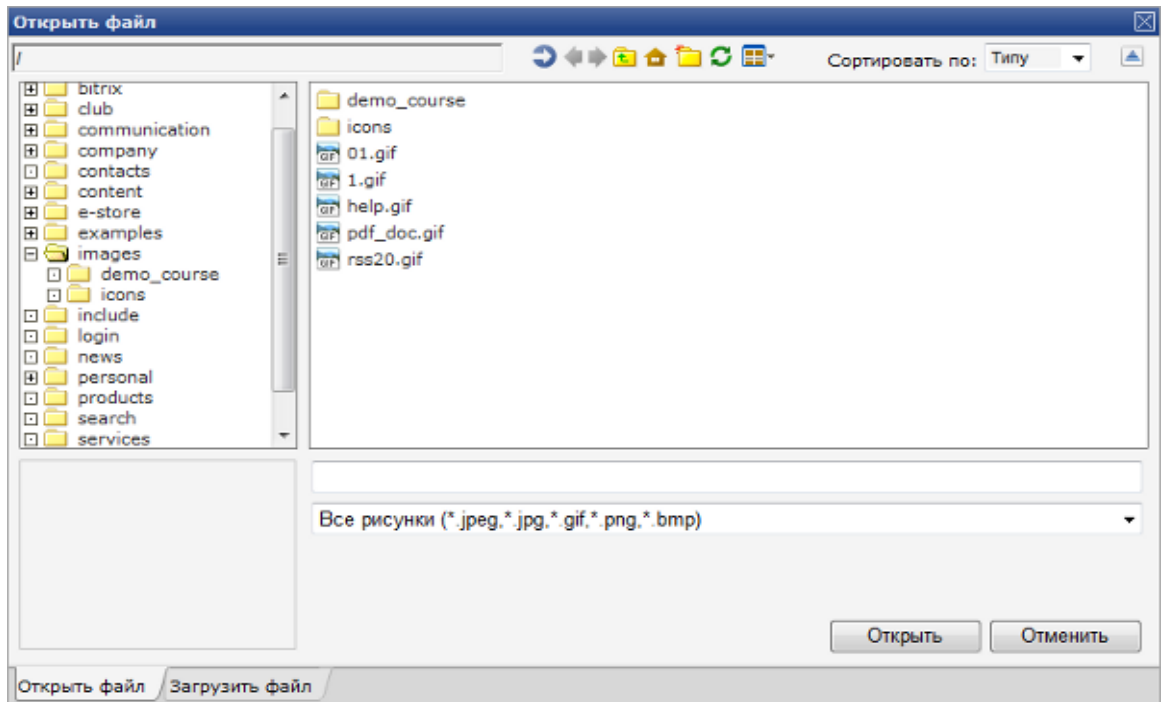 Открыть файл
/
Сортировать по: Типу
bitrix
club
communication
company
contacts
content
e-store
examples
images
demo_course
icons
include
login
news
personal
products
search
services
demo_course
icons
01.gif
1.gif
help.gif
pdf_doc.gif
rss20.gif
Все рисунки (*.jpeg,*.jpg,*.gif,*.png,*.bmp)
Открыть Отменить
Открыть файл Загрузить файл